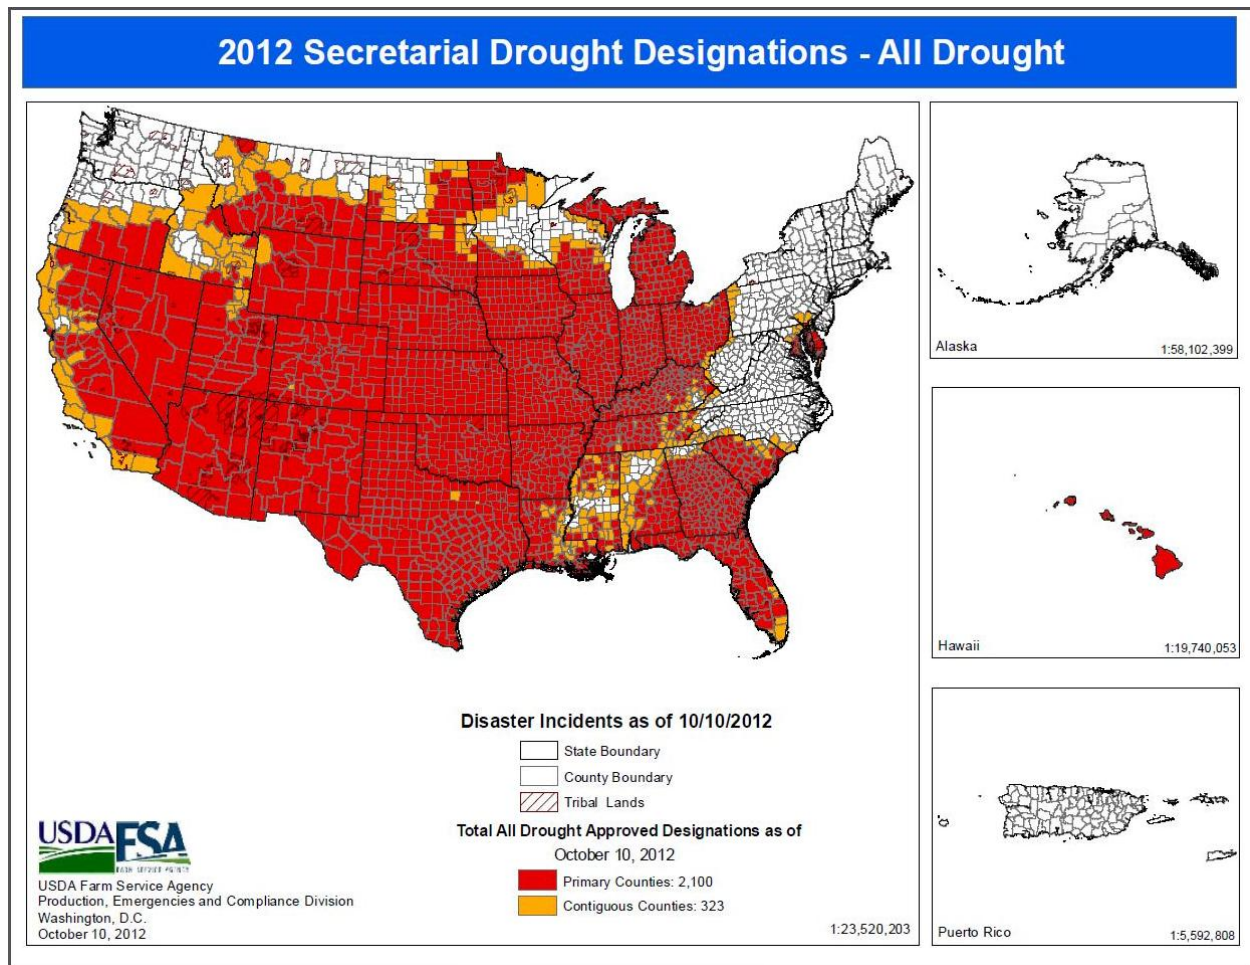 2012 Secretarial Drought Designations - All Drought
Alaska
1:58,102,399
Hawaii
1:19,740,053
Disaster Incidents as of 10/10/2012
State Boundary
County Boundary
Tribal Lands
Total All Drought Approved Designations as of
October 10, 2012
Primary Counties: 2,100
Contiguous Counties: 323
USDA FSA
FARM SERVICE AGENCY
USDA Farm Service Agency
Production, Emergencies and Compliance Division
Washington, D.C.
October 10, 2012
1:23,520,203
Puerto Rico
1:5,592,808